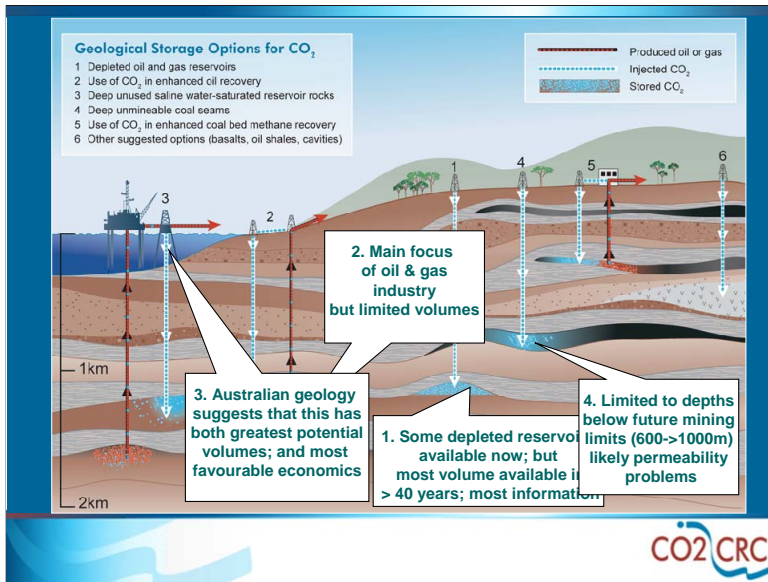 Geological Storage Options for CO2
1 Depleted oil and gas reservoirs
2 Use of CO2 in enhanced oil recovery
3 Deep unused saline water-saturated reservoir rocks
4 Deep unmineable coal seams
5 Use of CO2 in enhanced coal bed methane recovery
6 Other suggested options (basalts, oil shales, cavities)
Produced oil or gas
Injected CO2
Stored CO2
3
2
1
4
5
6
1km
2km
2. Main focus
of oil & gas
industry
but limited volumes
3. Australian geology
suggests that this has
both greatest potential
volumes; and most
favourable economics
1. Some depleted
available now; but
most volume available
> 40 years; most information
4. Limited to depths
below future mining
limits (600->1000m)
likely permeability
problems
CO2CRC